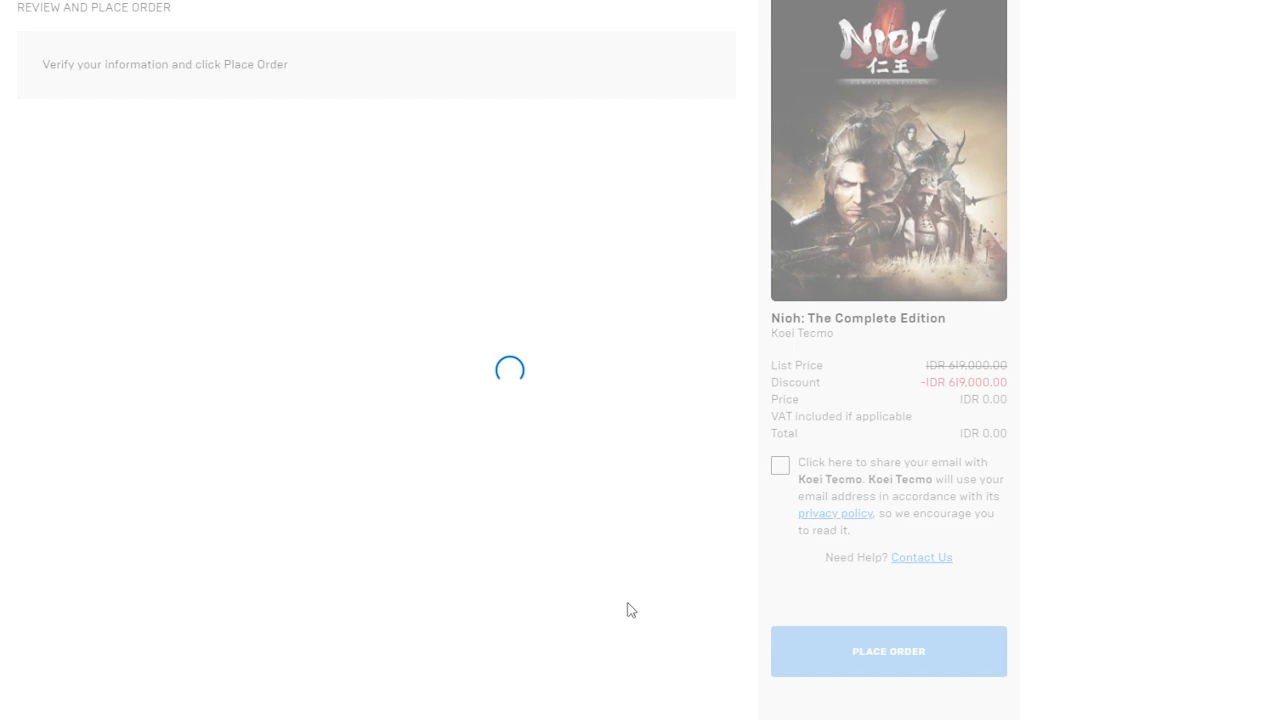 REVIEW AND PLACE ORDER
Verify your information and click Place Order
NIOH
仁王
Nioh: The Complete Edition
Koei Tecmo
List Price IDR 619,000.00
Discount -IDR 619,000.00
Price IDR 0.00
VAT included if applicable
Total IDR 0.00
Click here to share your email with
Koei Tecmo. Koei Tecmo will use your
email address in accordance with its
privacy policy, so we encourage you
to read it.
Need Help? Contact Us
PLACE ORDER